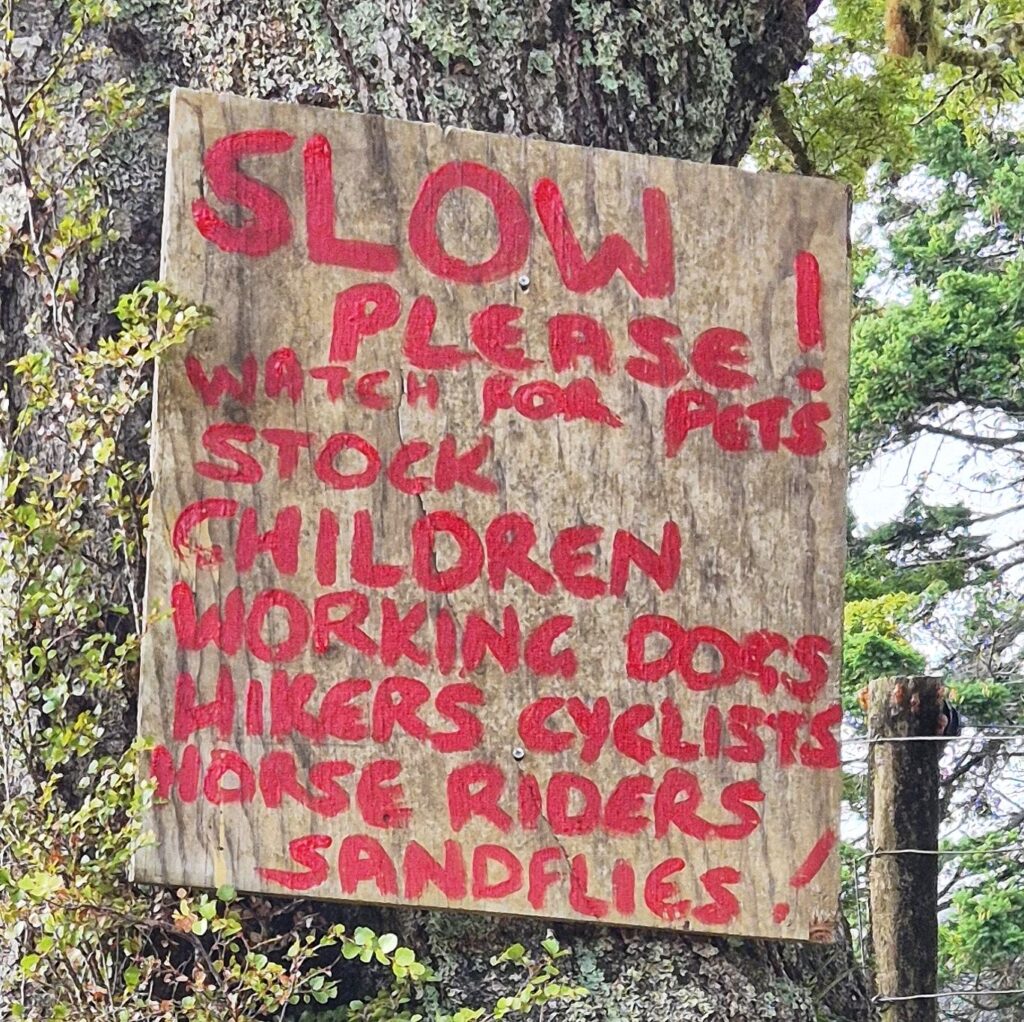 SLOW
PLEASE!
WATCH FOR PETS
STOCK
CHILDREN
WORKING DOGS
HIKERS CYCLISTS
HORSE RIDERS
SANDFLIES!